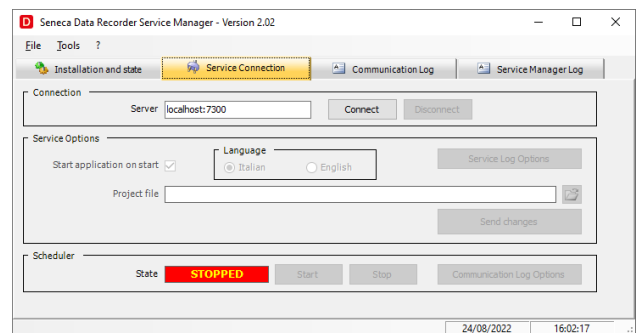 D Seneca Data Recorder Service Manager - Version 2.02
File Tools ?
Installation and state Service Connection Communication Log Service Manager Log
Connection
Server localhost:7300 Connect Disconnect
Service Options
Language
Start application on start Italian English Service Log Options
Project file
Send changes
Scheduler
State STOPPED Start Stop Communication Log Options
24/08/2022 16:02:17